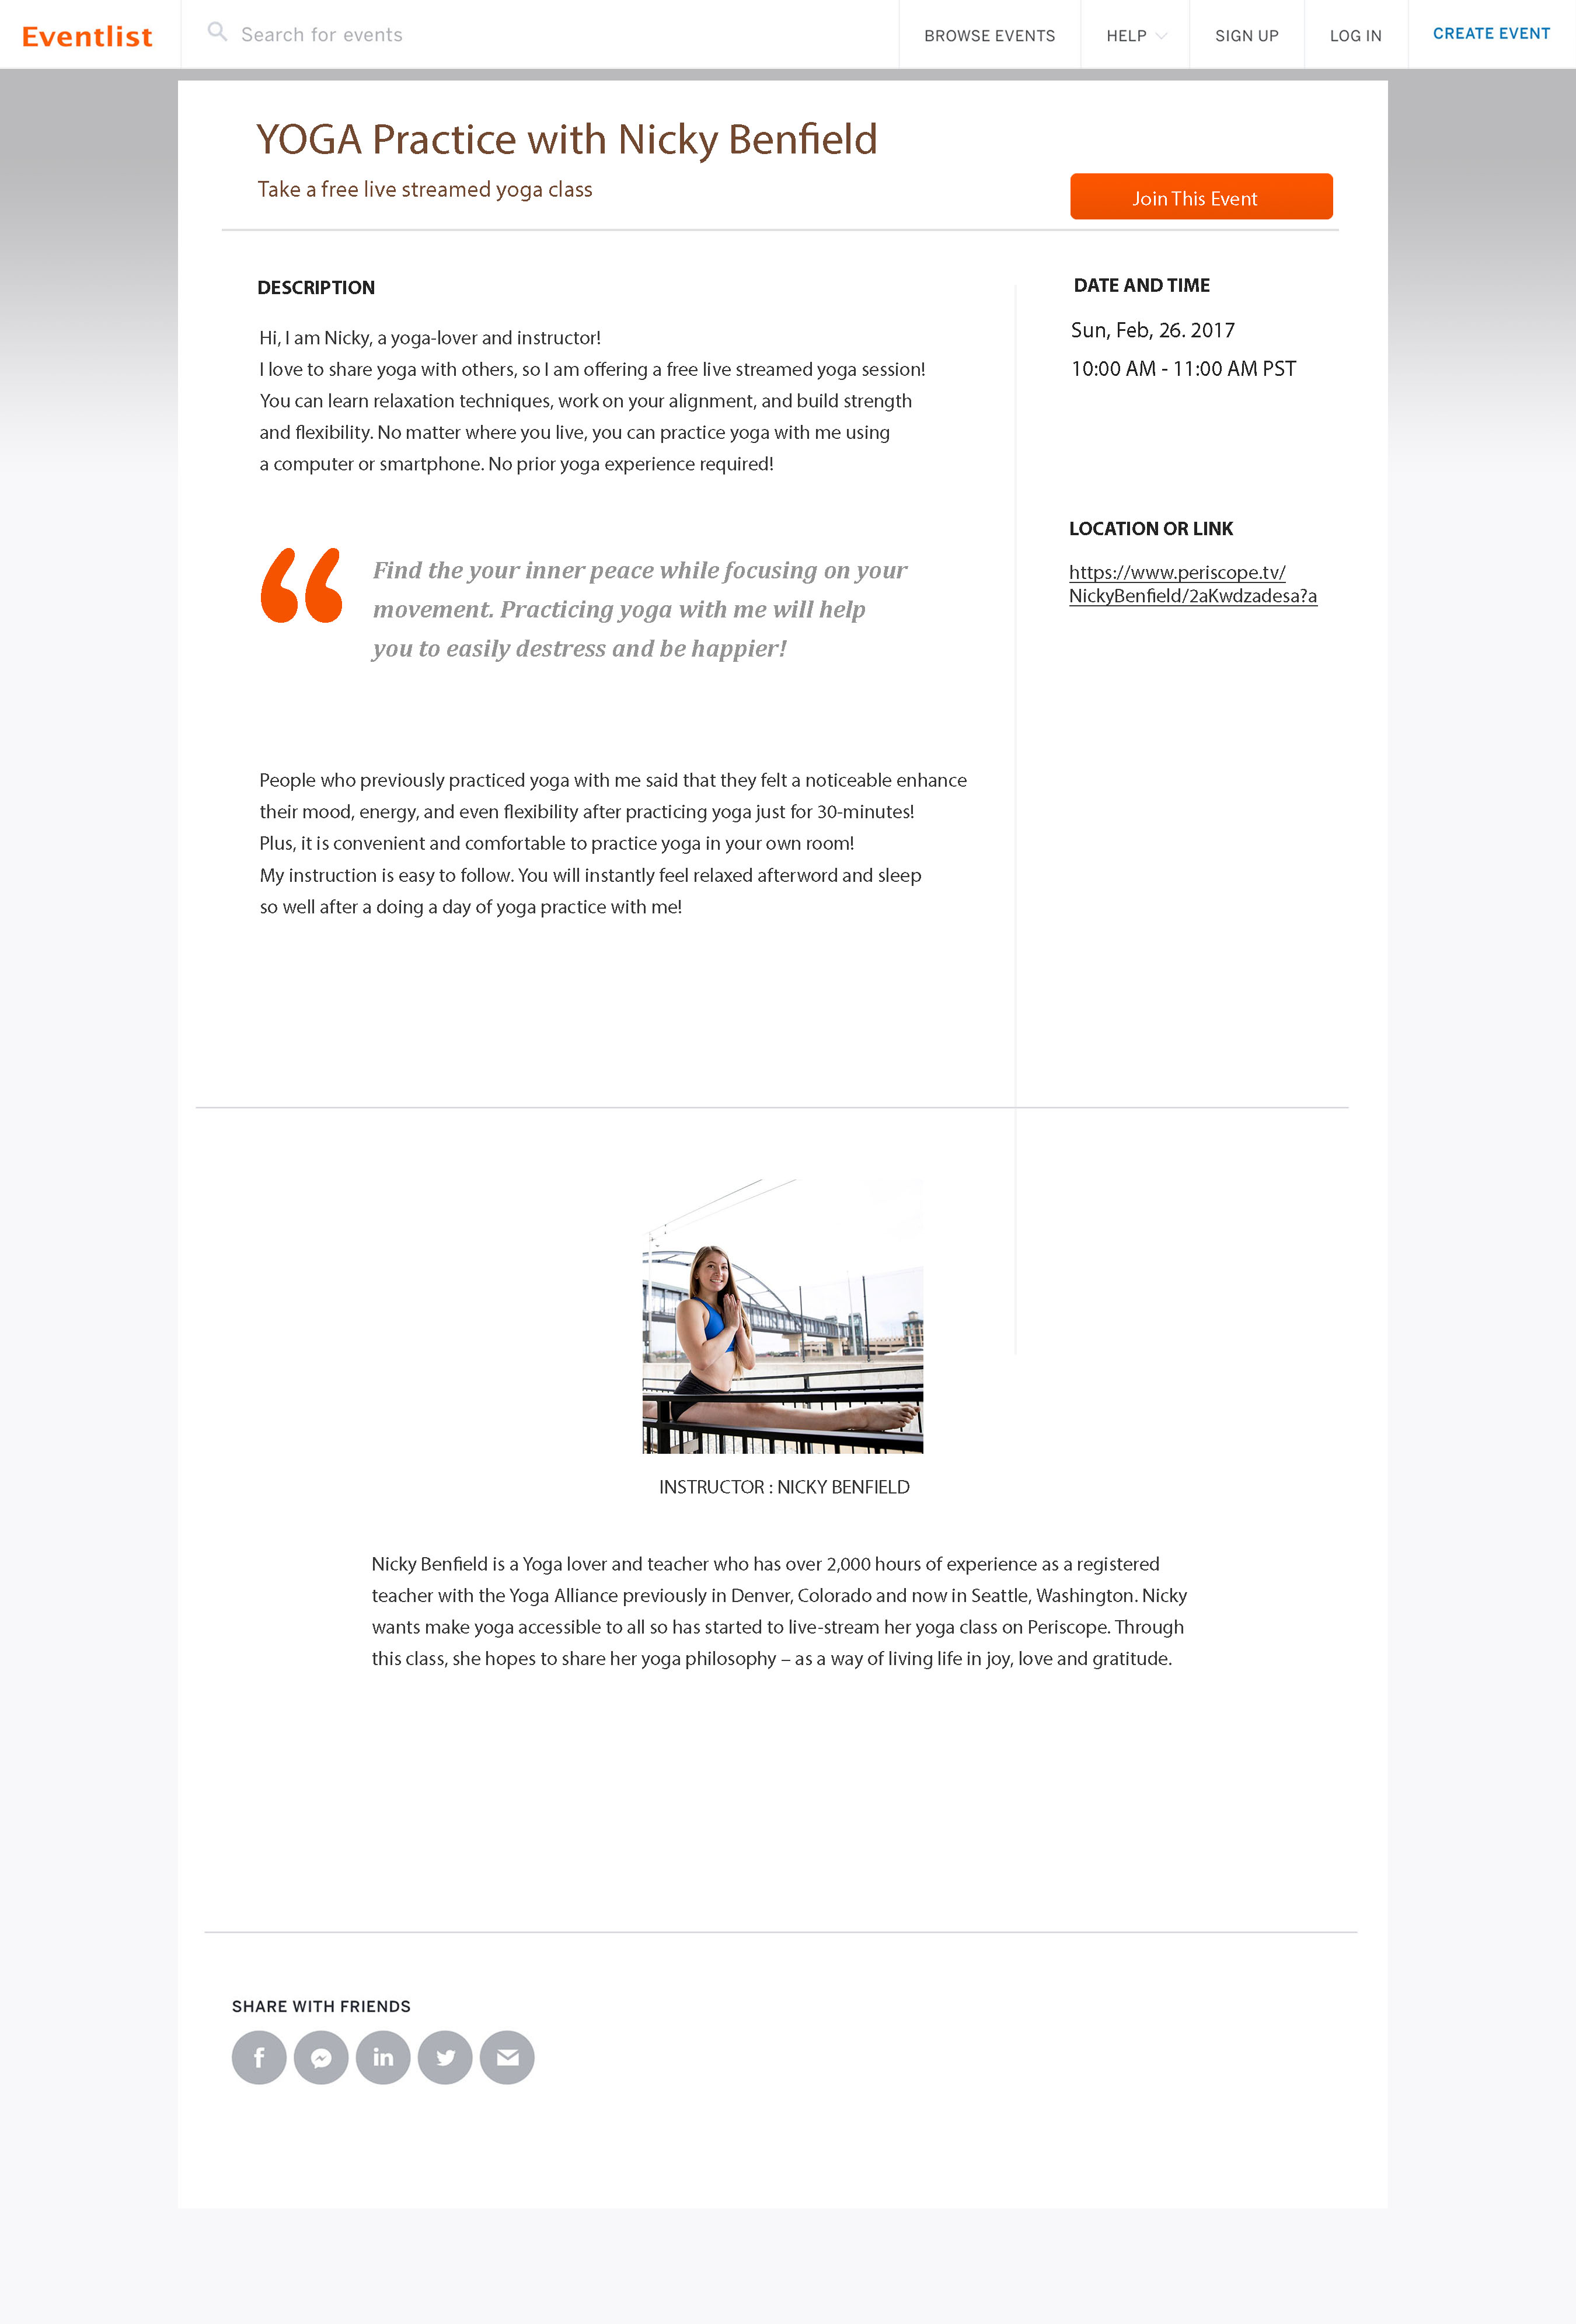 Eventlist
Search for events
BROWSE EVENTS
HELP
SIGN UP
LOG IN
CREATE EVENT
YOGA Practice with Nicky Benfield
Take a free live streamed yoga class
Join This Event
DESCRIPTION
Hi, I am Nicky, a yoga-lover and instructor!
I love to share yoga with others, so I am offering a free live streamed yoga session!
You can learn relaxation techniques, work on your alignment, and build strength
and flexibility. No matter where you live, you can practice yoga with me using
a computer or smartphone. No prior yoga experience required!
Find the your inner peace while focusing on your
movement. Practicing yoga with me will help
you to easily destress and be happier!
People who previously practiced yoga with me said that they felt a noticeable enhance
their mood, energy, and even flexibility after practicing yoga just for 30-minutes!
Plus, it is convenient and comfortable to practice yoga in your own room!
My instruction is easy to follow. You will instantly feel relaxed afterword and sleep
so well after a doing a day of yoga practice with me!
DATE AND TIME
Sun, Feb, 26. 2017
10:00 AM - 11:00 AM PST
LOCATION OR LINK
https://www.periscope.tv/
NickyBenfield/2aKwdzadesa?a
INSTRUCTOR : NICKY BENFIELD
Nicky Benfield is a Yoga lover and teacher who has over 2,000 hours of experience as a registered
teacher with the Yoga Alliance previously in Denver, Colorado and now in Seattle, Washington. Nicky
wants make yoga accessible to all so has started to live-stream her yoga class on Periscope. Through
this class, she hopes to share her yoga philosophy – as a way of living life in joy, love and gratitude.
SHARE WITH FRIENDS